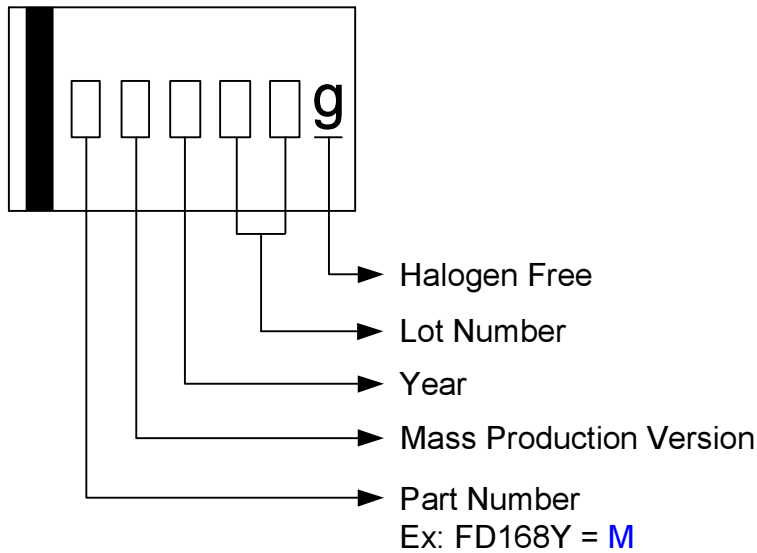 g
Halogen Free
Lot Number
Year
Mass Production Version
Part Number
Ex: FD168Y = M